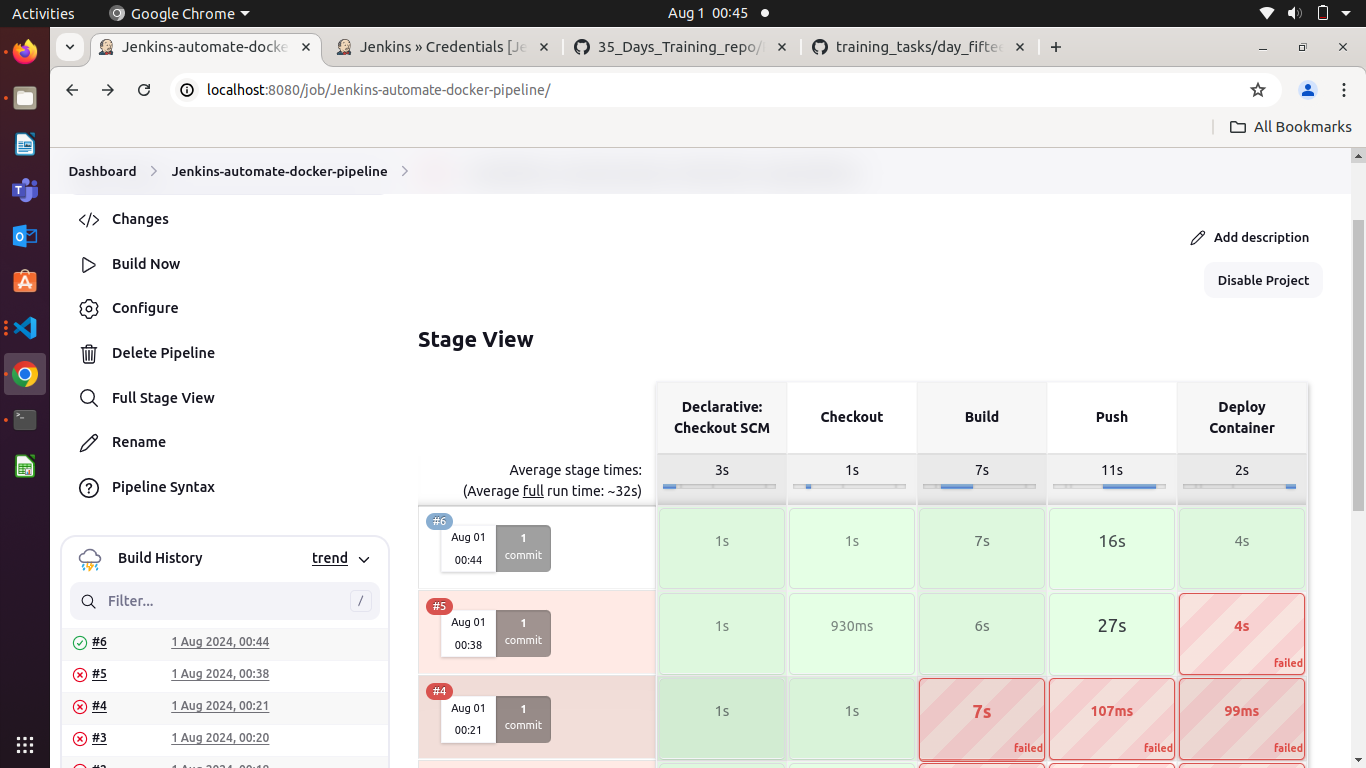 Activities
Google Chrome
Aug 1 00:45
Jenkins-automate-docke
Jenkins » Credentials [Je
35_Days_Training_repo/
training_tasks/day_fiftee
localhost:8080/job/Jenkins-automate-docker-pipeline/
All Bookmarks
Dashboard
Jenkins-automate-docker-pipeline
Changes
Build Now
Configure
Delete Pipeline
Full Stage View
Rename
Pipeline Syntax
Add description
Disable Project
Stage View
Declarative: Checkout SCM
Checkout
Build
Push
Deploy Container
Average stage times:
(Average full run time: ~32s)
3s
1s
7s
11s
2s
#6
Aug 01
00:44
1
commit
1s
1s
7s
16s
4s
#5
Aug 01
00:38
1
commit
1s
930ms
6s
27s
4s
failed
#4
Aug 01
00:21
1
commit
1s
1s
7s
failed
107ms
failed
99ms
failed
Build History
trend
Filter...
/
#6
1 Aug 2024, 00:44
#5
1 Aug 2024, 00:38
#4
1 Aug 2024, 00:21
#3
1 Aug 2024, 00:20